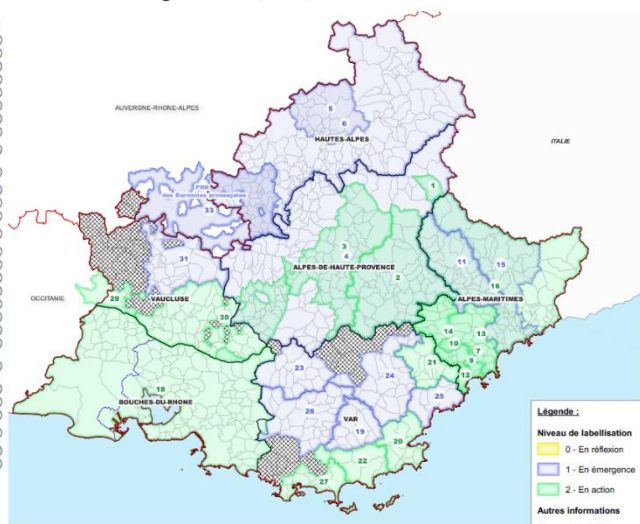 AUVERGNE-RHONE-ALPES
ITALIE
5
6
HAUTES-ALPES
PNR
des Baronnies provençales
33
1
3
4
11
15
31
ALPES-DE-HAUTE-PROVENCE
2
16
OCCITANIE
29
VAUCLUSE
ALPES-MARITIMES
30
14
13
10
7
9
23
21
24
12
18
BOUCHES-DU-RHONE
25
VAR
19
20
22
27
Légende :
Niveau de labellisation
0 - En réflexion
1 - En émergence
2 - En action
Autres informations